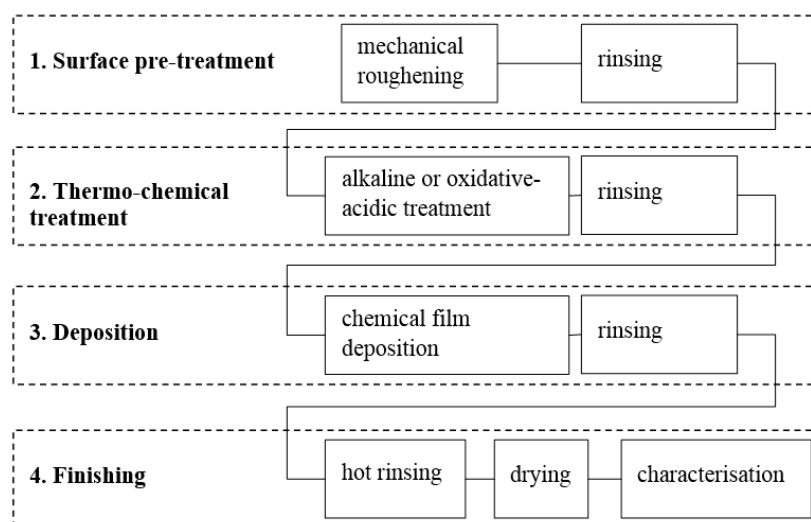 1. Surface pre-treatment
mechanical
roughening
rinsing
2. Thermo-chemical
treatment
alkaline or oxidative-
acidic treatment
rinsing
3. Deposition
chemical film
deposition
rinsing
4. Finishing
hot rinsing
drying
characterisation